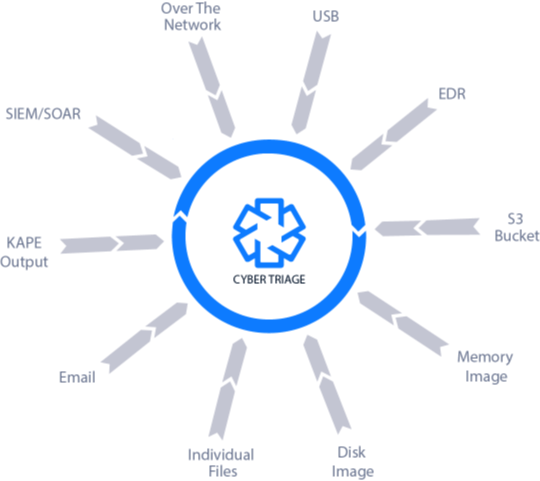 Over The
Network
USB
EDR
S3
Bucket
Memory
Image
Disk
Image
Individual
Files
Email
KAPE
Output
SIEM/SOAR
CYBER TRIAGE